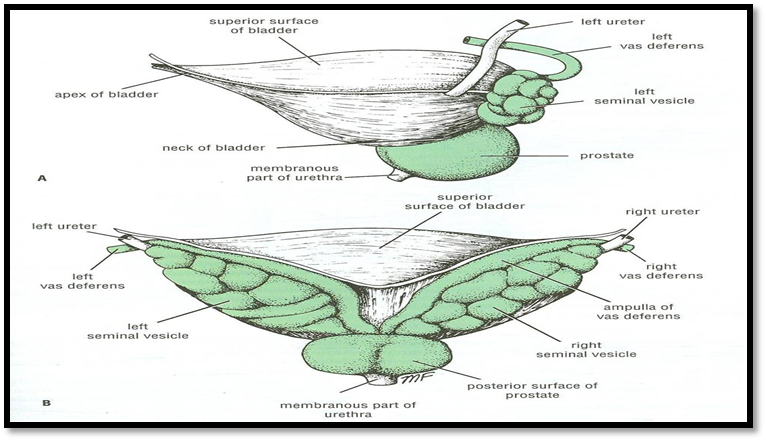 superior surface
of bladder
left ureter
left
vas deferens
apex of bladder
left
seminal vesicle
neck of bladder
prostate
membranous
part of urethra
A
superior
surface of bladder
left ureter
right ureter
left
vas deferens
right
vas deferens
ampulla of
vas deferens
left
seminal vesicle
right
seminal vesicle
MF
posterior surface of
prostate
membranous part of
urethra
B